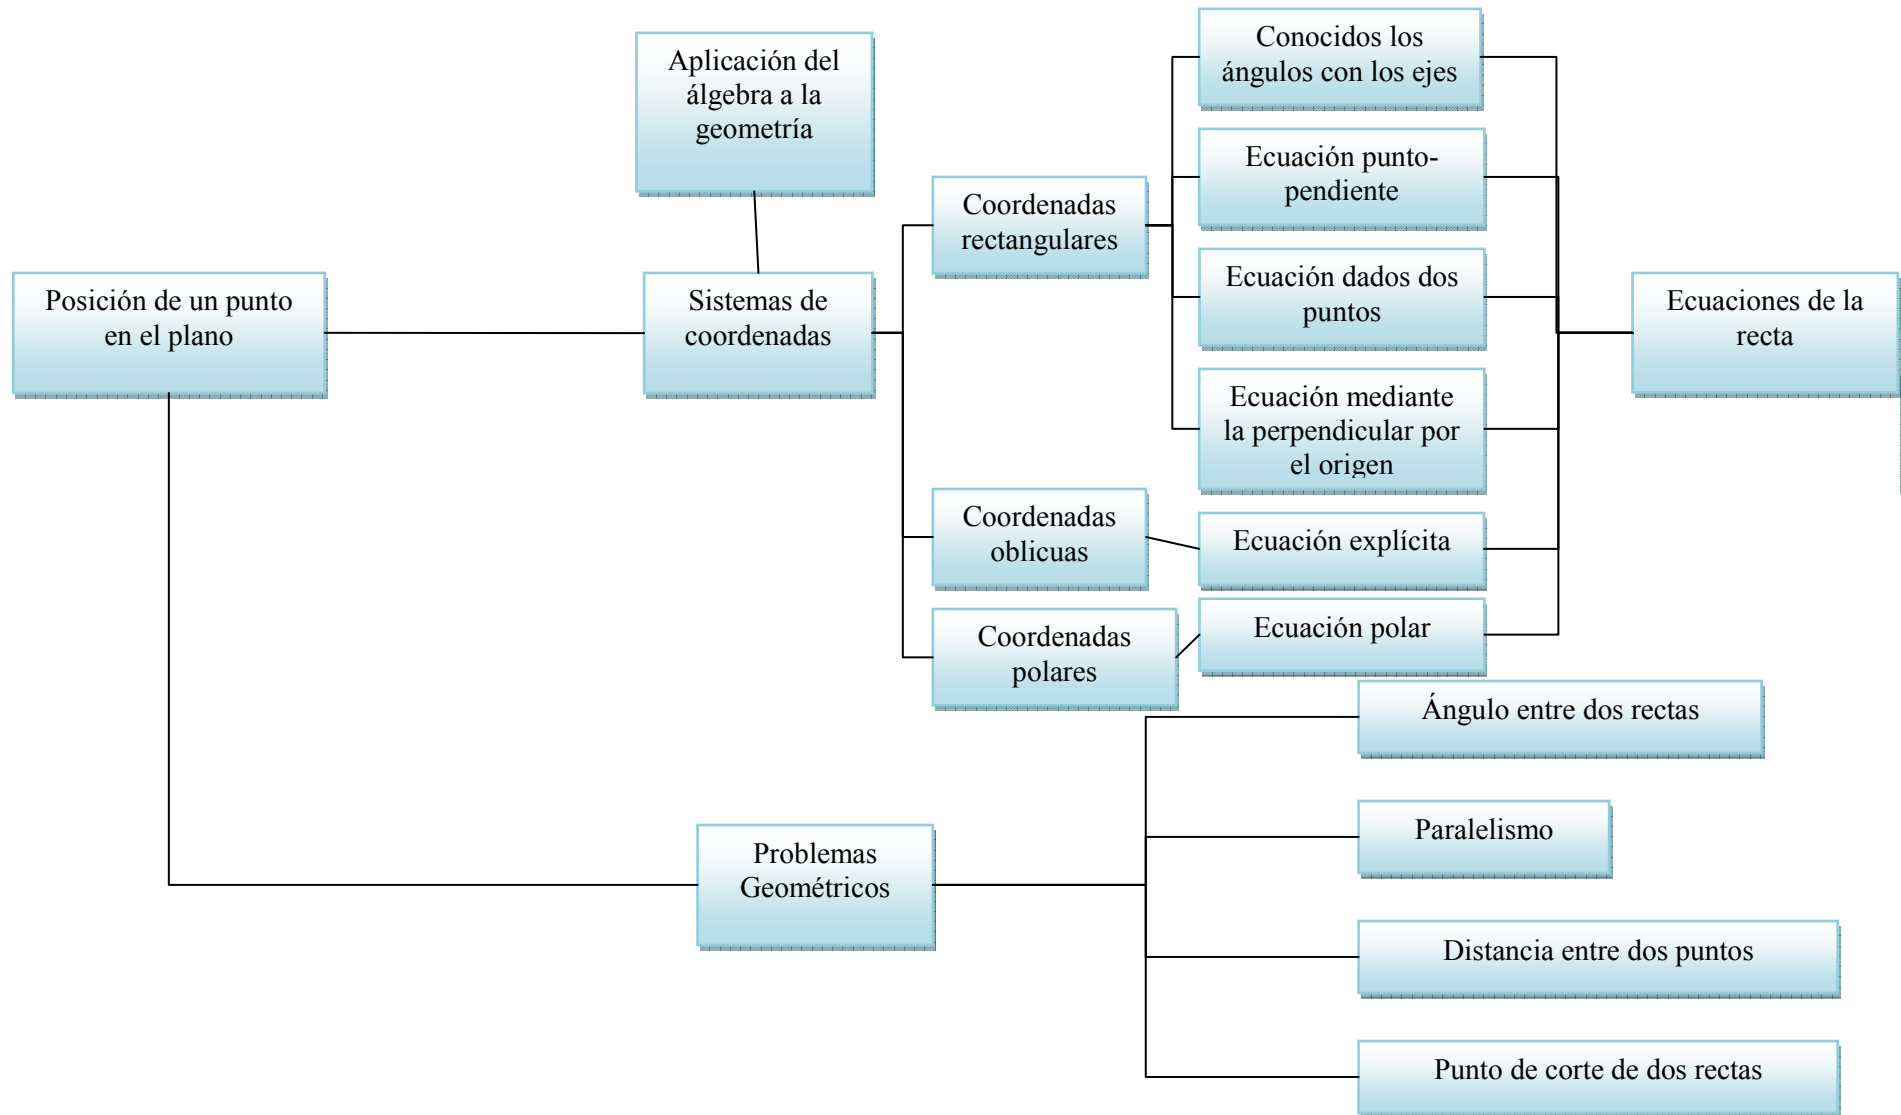 Posición de un punto
en el plano
Aplicación del
álgebra a la
geometría
Sistemas de
coordenadas
Coordenadas
rectangulares
Coordenadas
oblicuas
Coordenadas
polares
Conocidos los
ángulos con los ejes
Ecuación punto-
pendiente
Ecuación dados dos
puntos
Ecuación mediante
la perpendicular por
el origen
Ecuación explícita
Ecuación polar
Ecuaciones de la
recta
Problemas
Geométricos
Ángulo entre dos rectas
Paralelismo
Distancia entre dos puntos
Punto de corte de dos rectas